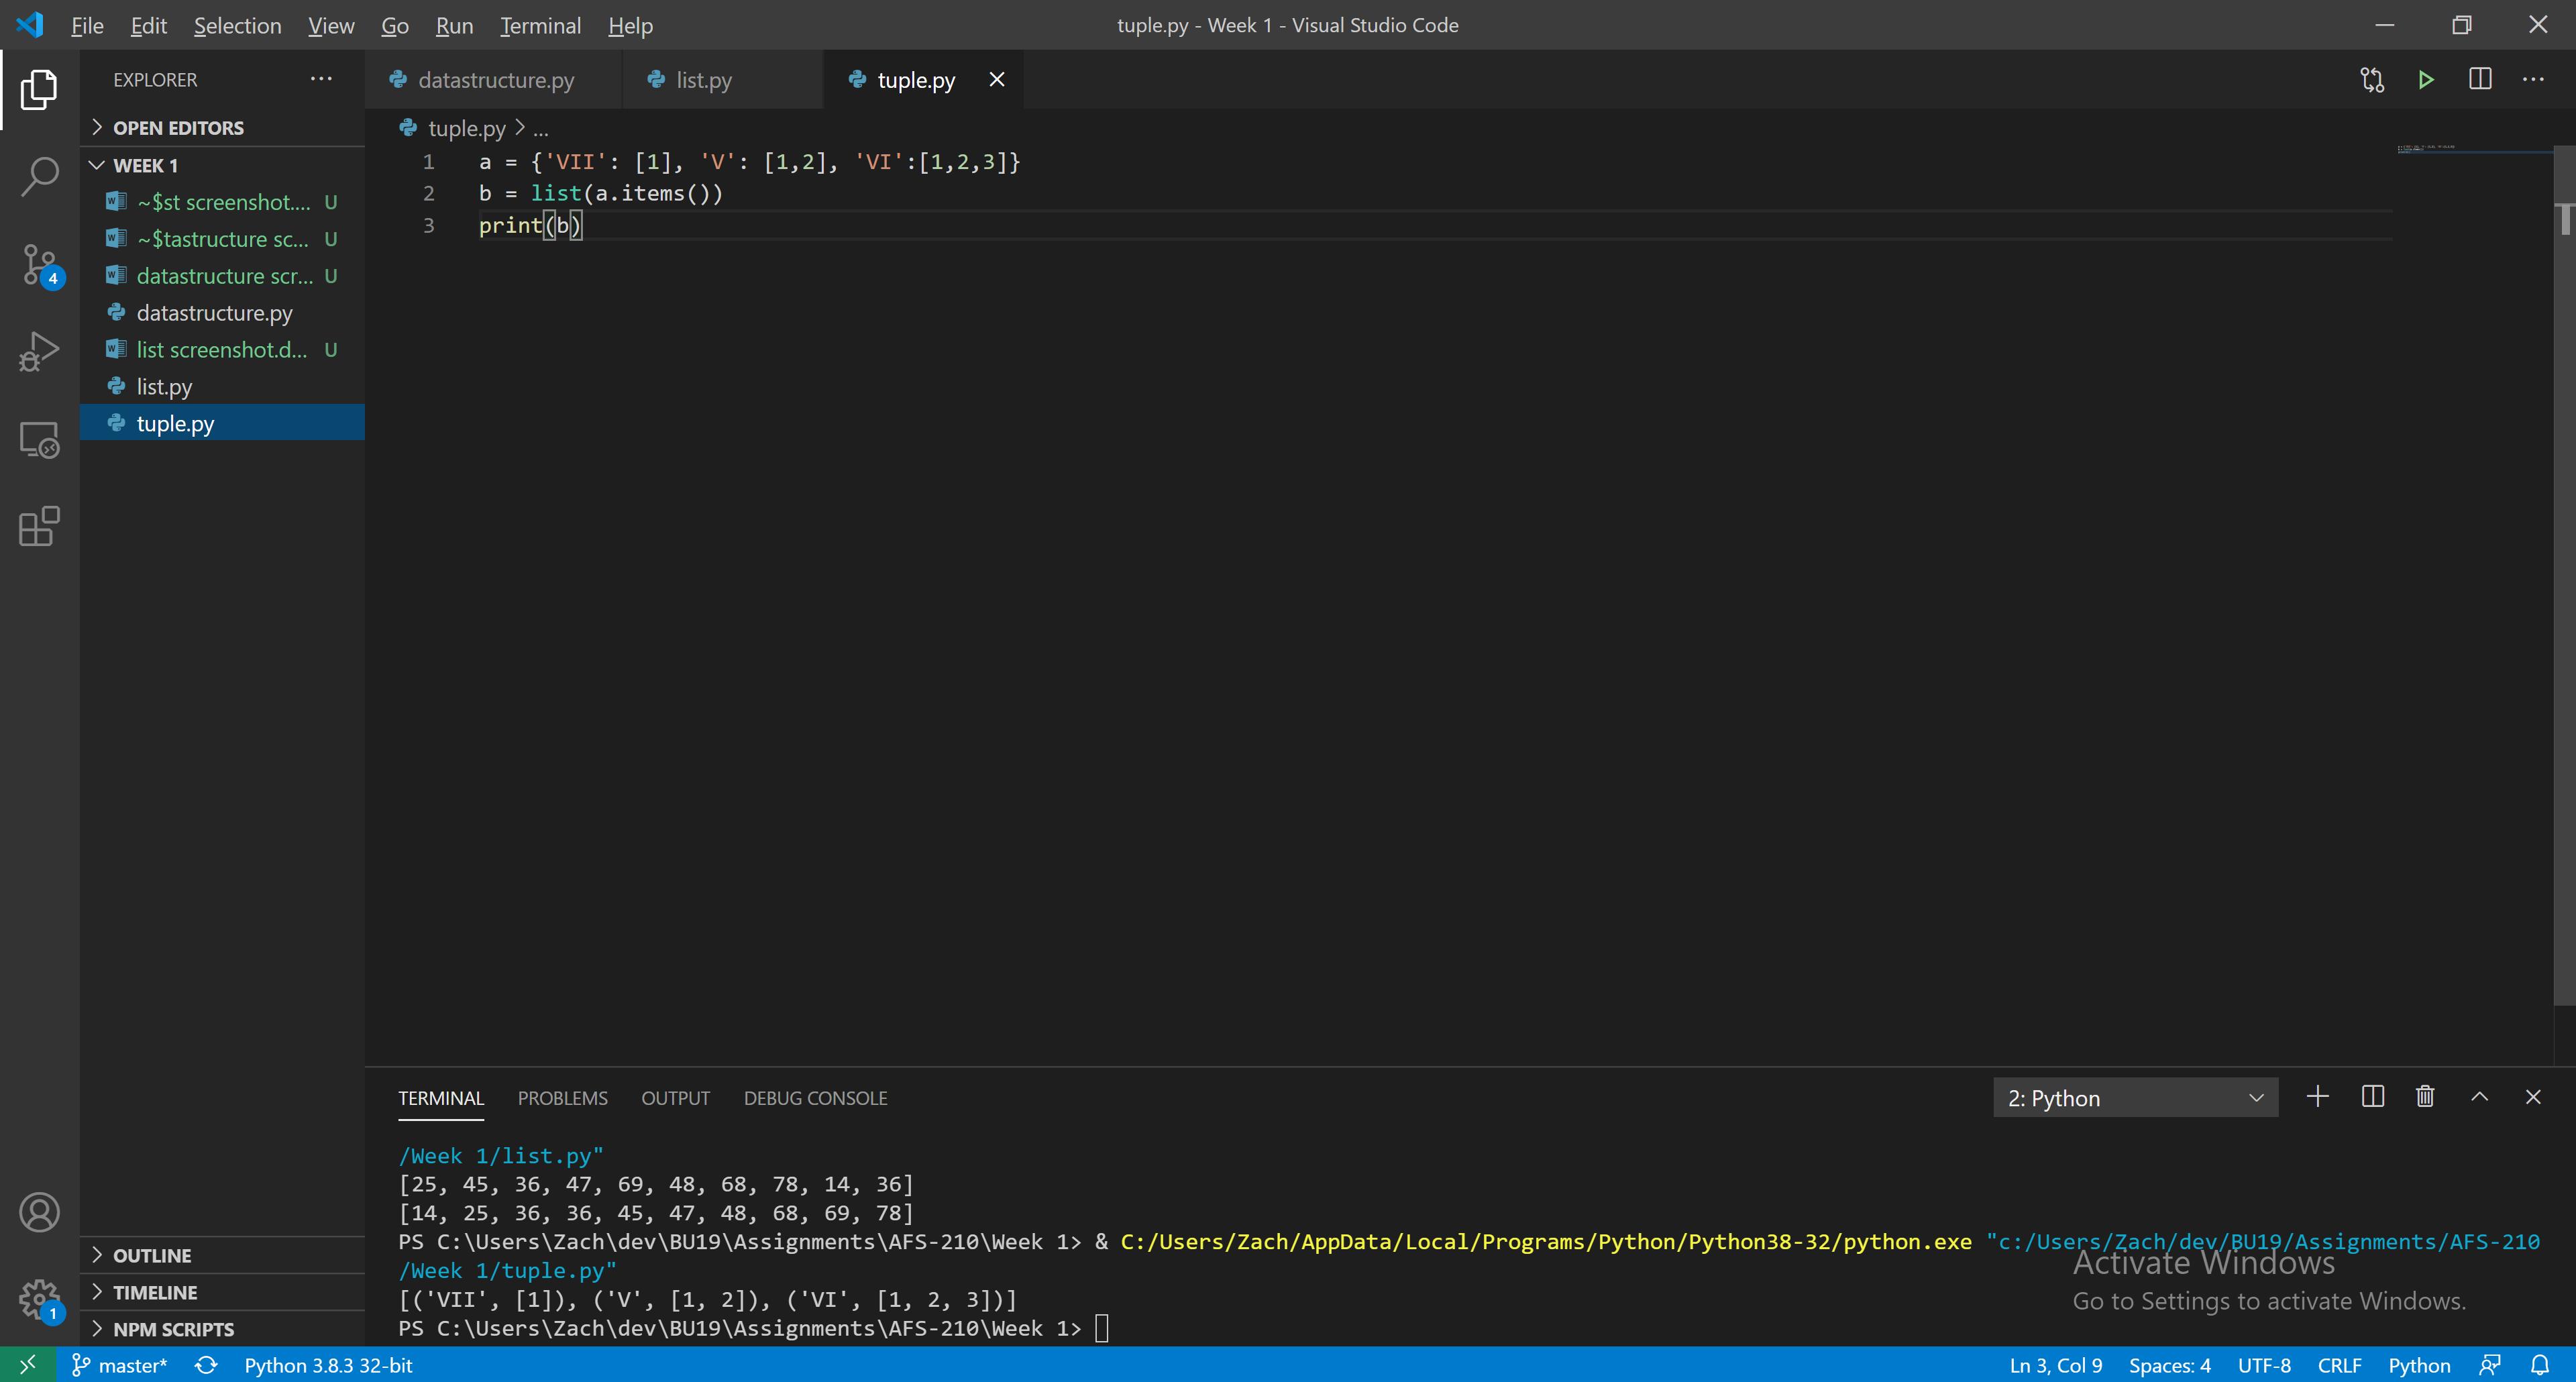 File Edit Selection View Go Run Terminal Help
tuple.py - Week 1 - Visual Studio Code
EXPLORER
OPEN EDITORS
WEEK 1
~$st screenshot.... U
~$tastructure sc... U
datastructure scr... U
datastructure.py
list screenshot.d... U
list.py
tuple.py
4
1
OUTLINE
TIMELINE
NPM SCRIPTS
datastructure.py list.py tuple.py
tuple.py > ...
1 a = {'VII': [1], 'V': [1,2], 'VI':[1,2,3]}
2 b = list(a.items())
3 print(b)
TERMINAL PROBLEMS OUTPUT DEBUG CONSOLE
2: Python
/Week 1/list.py"
[25, 45, 36, 47, 69, 48, 68, 78, 14, 36]
[14, 25, 36, 36, 45, 47, 48, 68, 69, 78]
PS C:\Users\Zach\dev\BU19\Assignments\AFS-210\Week 1> & C:/Users/Zach/AppData/Local/Programs/Python/Python38-32/python.exe "c:/Users/Zach/dev/BU19/Assignments/AFS-210
/Week 1/tuple.py"
[('VII', [1]), ('V', [1, 2]), ('VI', [1, 2, 3])]
PS C:\Users\Zach\dev\BU19\Assignments\AFS-210\Week 1>
Activate Windows
Go to Settings to activate Windows.
master* Python 3.8.3 32-bit
Ln 3, Col 9 Spaces: 4 UTF-8 CRLF Python